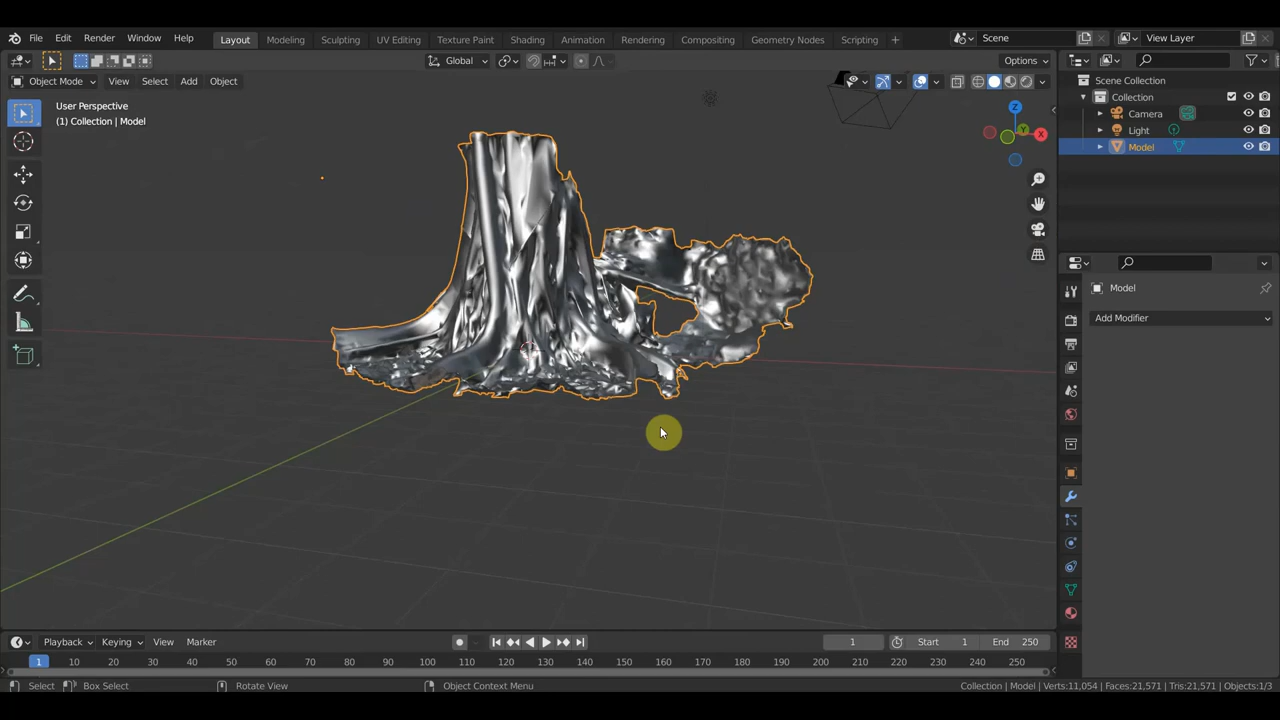 File Edit Render Window Help Layout Modeling Sculpting UV Editing Texture Paint Shading Animation Rendering Compositing Geometry Nodes Scripting + Scene View Layer
Global Options
Object Mode View Select Add Object
User Perspective
(1) Collection | Model
Z
Y
X
Scene Collection
Collection
Camera
Light
Model
Model
Add Modifier
Playback Keying View Marker 1 Start 1 End 250
1 10 20 30 40 50 60 70 80 90 100 110 120 130 140 150 160 170 180 190 200 210 220 230 240 250
Select Box Select Rotate View Object Context Menu Collection | Model | Verts:11,054 | Faces:21,571 | Tris:21,571 | Objects:1/3